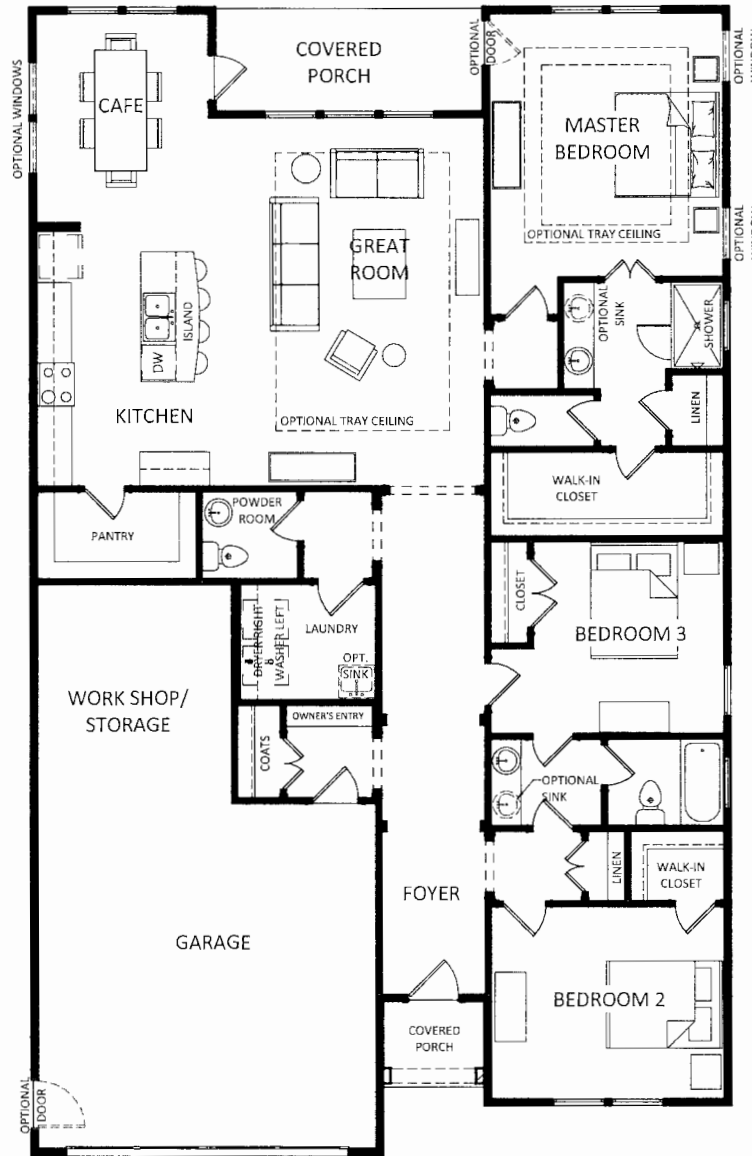 COVERED
PORCH
CAFE
OPTIONAL WINDOWS
OPTIONAL
DOOR
MASTER
BEDROOM
OPTIONAL TRAY CEILING
OPTIONAL
OPTIONAL
GREAT
ROOM
OPTIONAL TRAY CEILING
ISLAND
DW
KITCHEN
OPTIONAL
SINK
SHOWER
LINEN
WALK-IN
CLOSET
PANTRY
POWDER
ROOM
LAUNDRY
DRYER RIGHT
WASHER LEFT
OPT.
SINK
CLOSET
BEDROOM 3
WORK SHOP/
STORAGE
OWNER'S ENTRY
COATS
OPTIONAL
SINK
LINEN
WALK-IN
CLOSET
FOYER
GARAGE
BEDROOM 2
COVERED
PORCH
OPTIONAL
DOOR